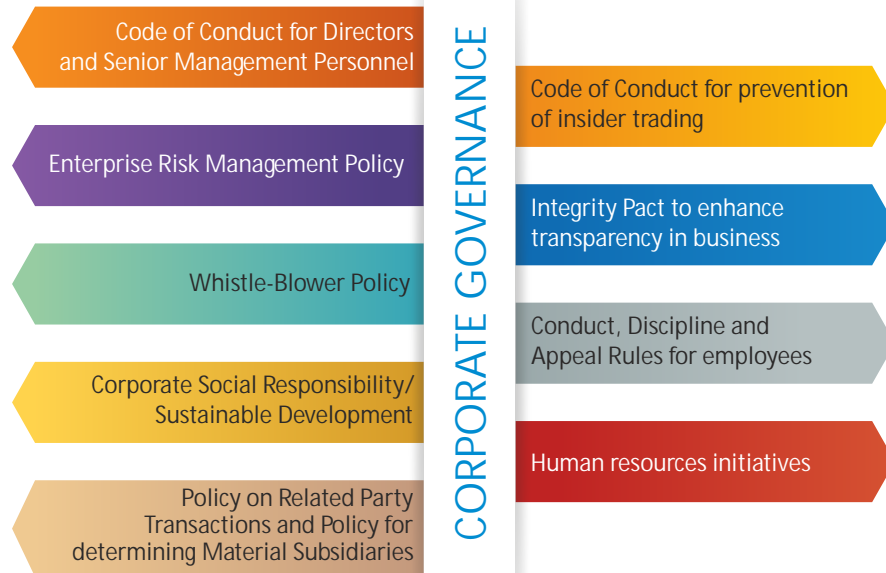 Code of Conduct for Directors
and Senior Management Personnel
Enterprise Risk Management Policy
Whistle-Blower Policy
Corporate Social Responsibility/
Sustainable Development
Policy on Related Party
Transactions and Policy for
determining Material Subsidiaries
CORPORATE GOVERNANCE
Code of Conduct for prevention
of insider trading
Integrity Pact to enhance
transparency in business
Conduct, Discipline and
Appeal Rules for employees
Human resources initiatives